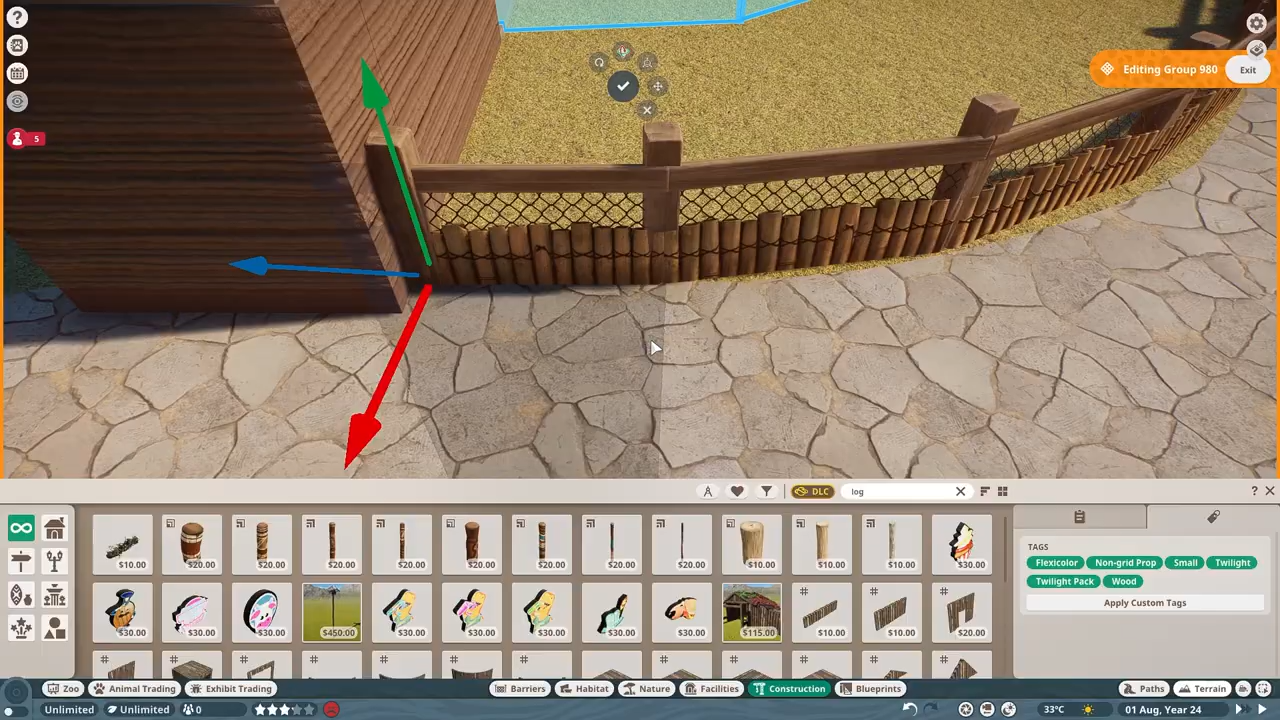 ?
Editing Group 980
Exit
5
DLC
log
?
$10.00
$20.00
$20.00
$20.00
$20.00
$20.00
$20.00
$20.00
$20.00
$10.00
$10.00
$10.00
$30.00
$30.00
$30.00
$30.00
$450.00
$30.00
$30.00
$30.00
$30.00
$30.00
$115.00
$10.00
$10.00
$20.00
TAGS
Flexicolor
Non-grid Prop
Small
Twilight
Twilight Pack
Wood
Apply Custom Tags
Zoo
Animal Trading
Exhibit Trading
Barriers
Habitat
Nature
Facilities
Construction
Blueprints
Paths
Terrain
Unlimited
Unlimited
0
33°C
01 Aug, Year 24